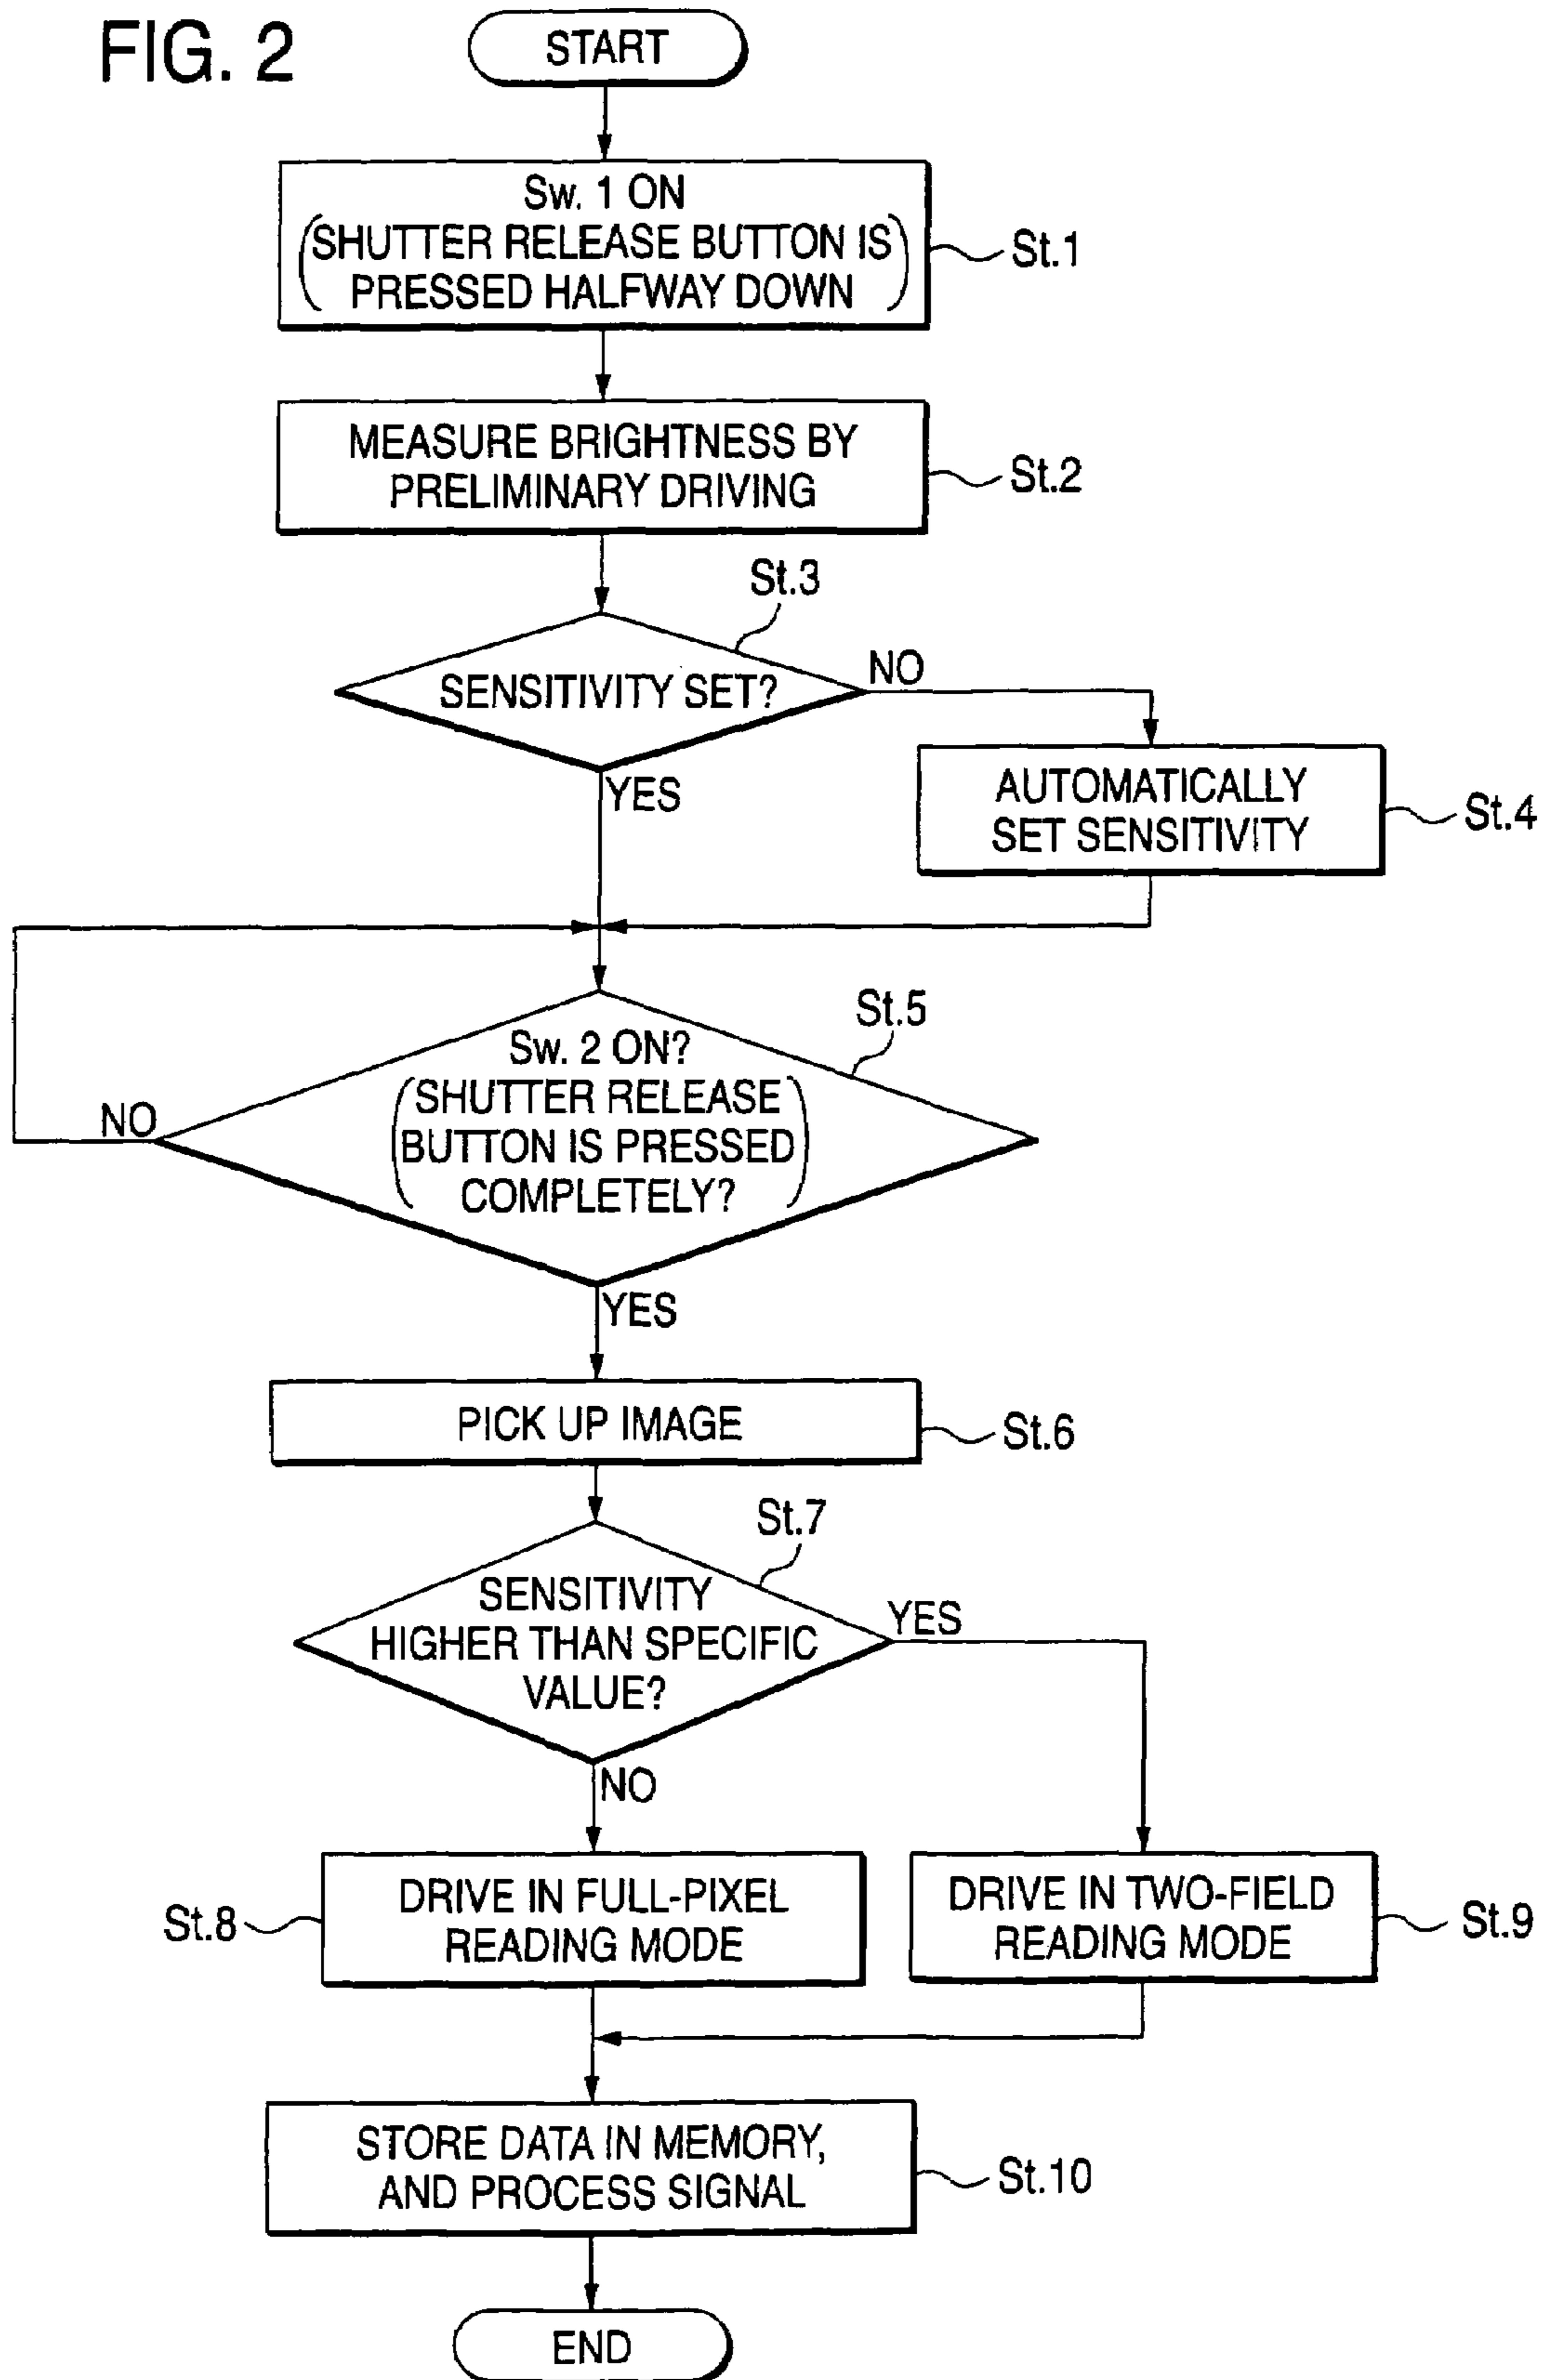 FIG. 2
START
Sw. 1 ON
(SHUTTER RELEASE BUTTON IS
PRESSED HALFWAY DOWN)
St.1
MEASURE BRIGHTNESS BY
PRELIMINARY DRIVING
St.2
St.3
SENSITIVITY SET?
NO
YES
AUTOMATICALLY
SET SENSITIVITY
St.4
St.5
Sw. 2 ON?
(SHUTTER RELEASE
BUTTON IS PRESSED
COMPLETELY?)
NO
YES
PICK UP IMAGE
St.6
St.7
SENSITIVITY
HIGHER THAN SPECIFIC
VALUE?
YES
NO
St.8
DRIVE IN FULL-PIXEL
READING MODE
DRIVE IN TWO-FIELD
READING MODE
St.9
STORE DATA IN MEMORY,
AND PROCESS SIGNAL
St.10
END